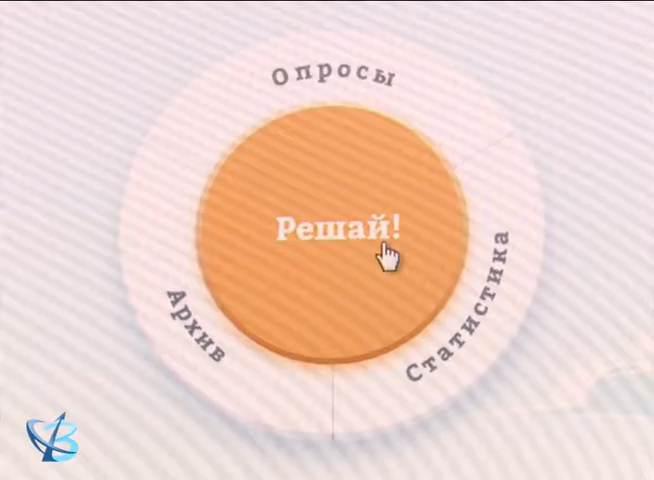 Опросы
Решай!
Статистика
Архив